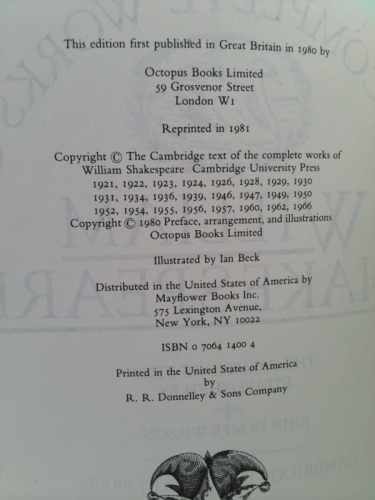 This edition first published in Great Britain in 1980 by
Octopus Books Limited
59 Grosvenor Street
London W1
Reprinted in 1981
Copyright © The Cambridge text of the complete works of
William Shakespeare Cambridge University Press
1921, 1922, 1923, 1924, 1926, 1928, 1929, 1930
1931, 1934, 1936, 1939, 1946, 1947, 1949, 1950
1952, 1954, 1955, 1956, 1957, 1960, 1962, 1966
Copyright © 1980 Preface, arrangement, and illustrations
Octopus Books Limited
Illustrated by Ian Beck
Distributed in the United States of America by
Mayflower Books Inc.
575 Lexington Avenue,
New York, NY 10022
ISBN 0 7064 1400 4
Printed in the United States of America
by
R. R. Donnelley & Sons Company